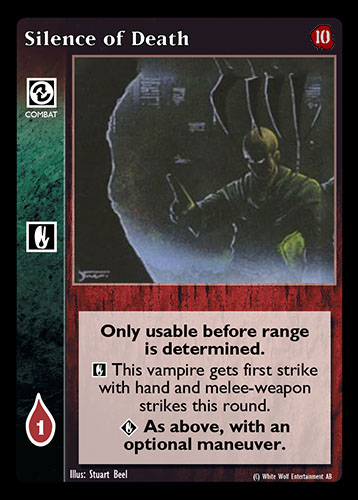 Silence of Death
10
COMBAT
Only usable before range
is determined.
This vampire gets first strike
with hand and melee-weapon
strikes this round.
As above, with an
optional maneuver.
1
Illus: Stuart Beel
(C) White Wolf Entertainment AB